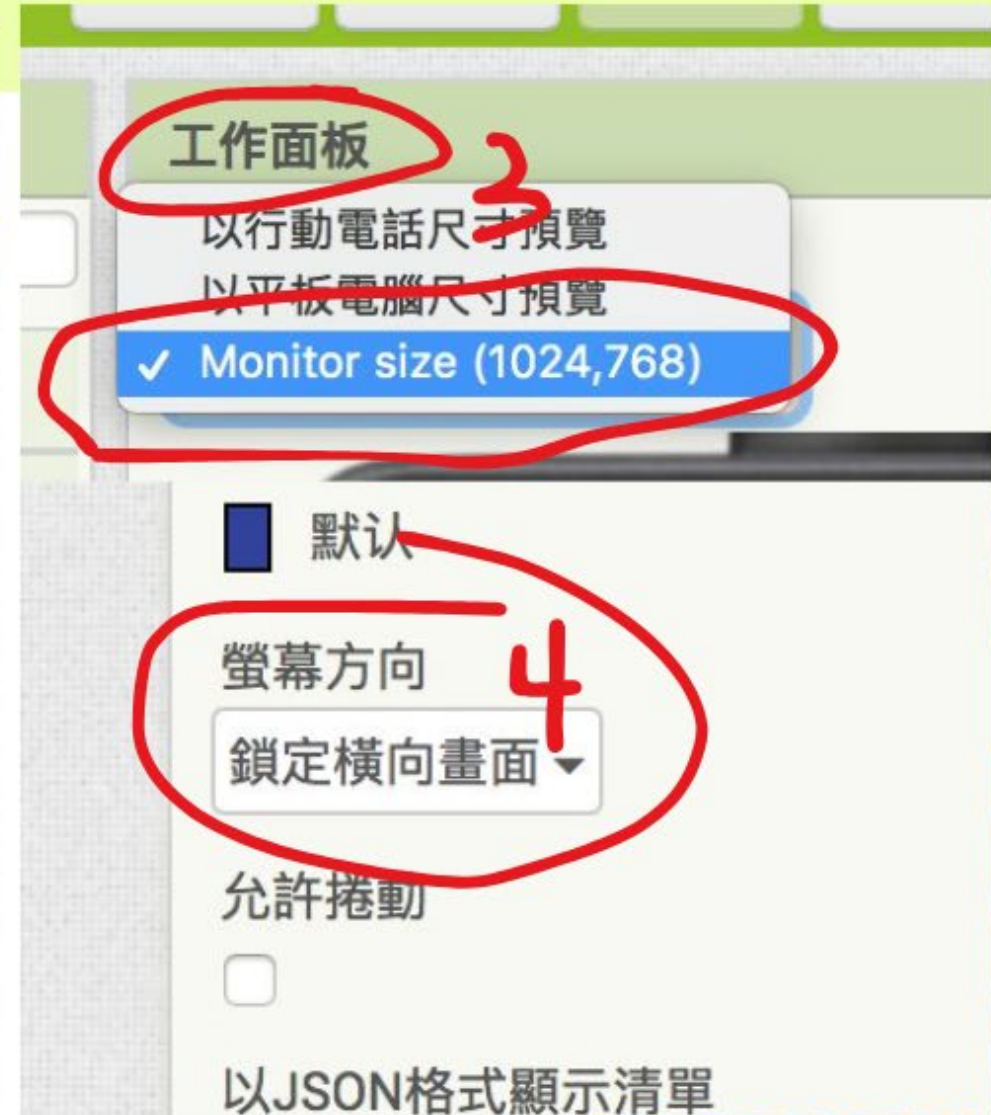 工作面板
3
以行動電話尺寸預覽
以平板電腦尺寸預覽
✓ Monitor size (1024,768)
默认
螢幕方向
4
鎖定橫向畫面
允許捲動
以JSON格式顯示清單